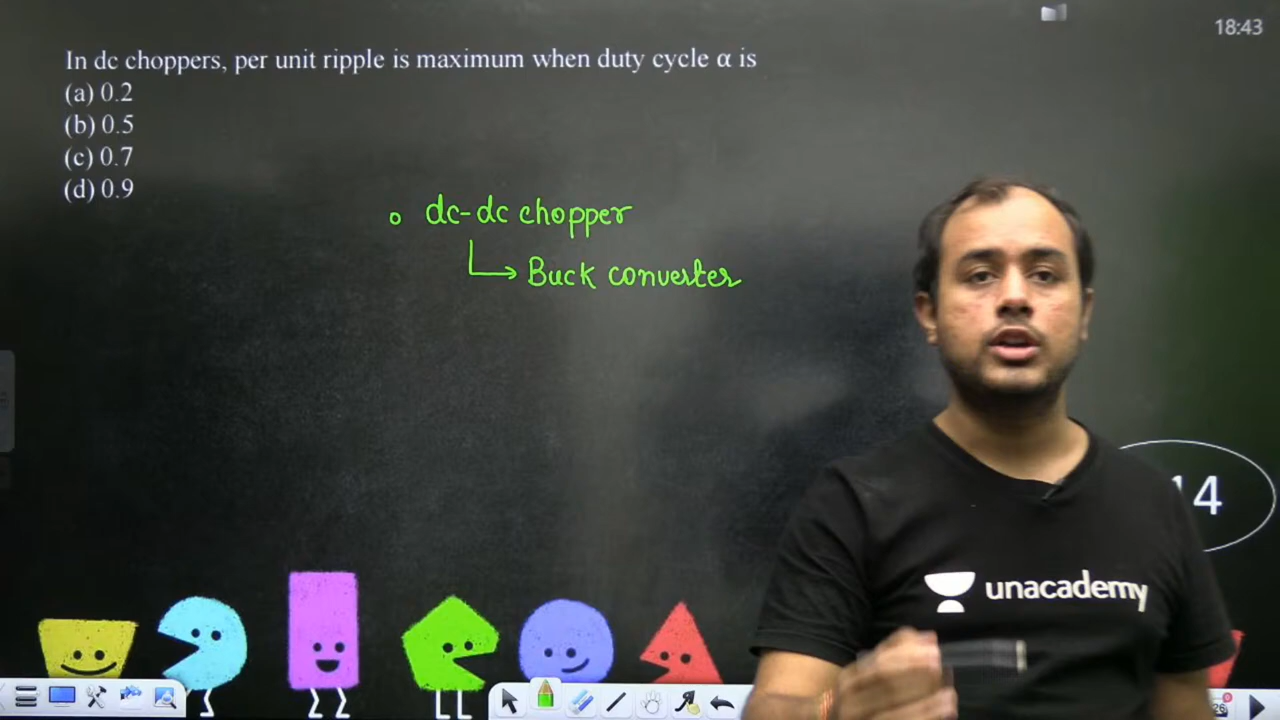 18:43
In dc choppers, per unit ripple is maximum when duty cycle α is
(a) 0.2
(b) 0.5
(c) 0.7
(d) 0.9
dc-dc chopper
Buck converter
14
unacademy
26